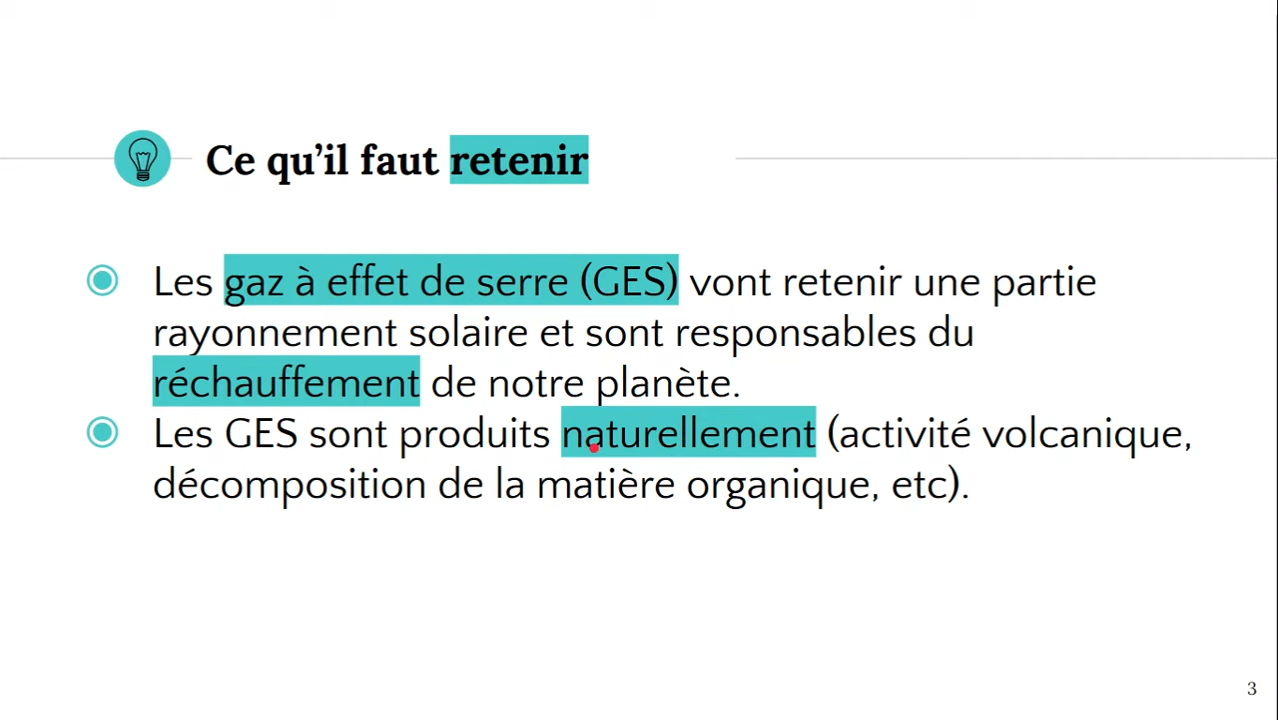 Ce qu’il faut retenir
Les gaz à effet de serre (GES) vont retenir une partie
rayonnement solaire et sont responsables du
réchauffement de notre planète.
Les GES sont produits naturellement (activité volcanique,
décomposition de la matière organique, etc).
3